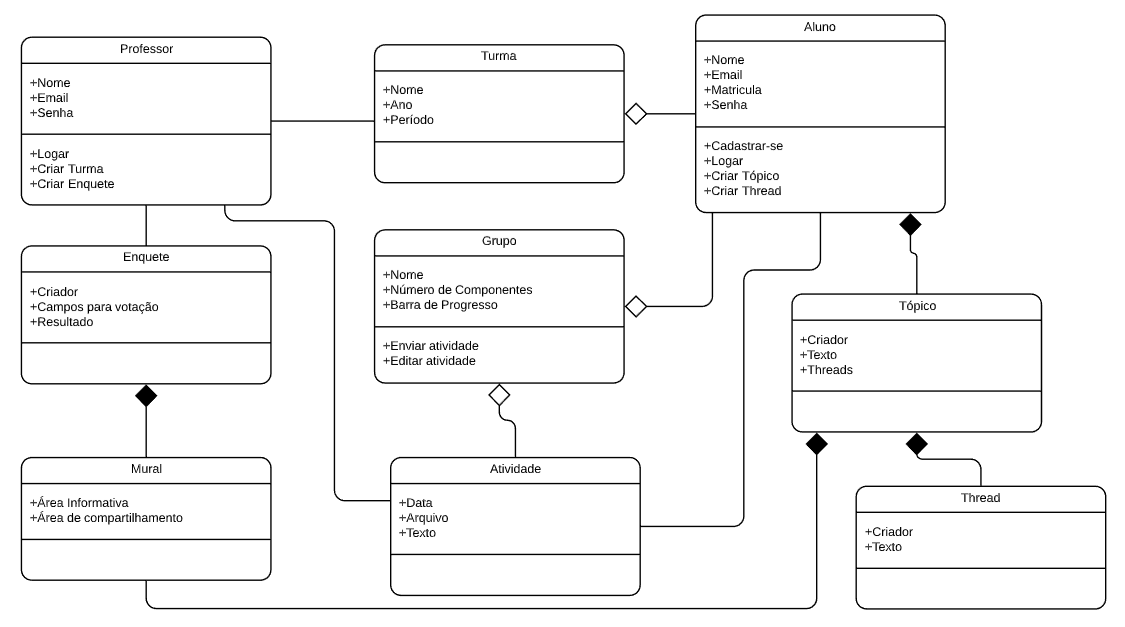 Professor
+Nome
+Email
+Senha
+Logar
+Criar Turma
+Criar Enquete
Turma
+Nome
+Ano
+Período
Aluno
+Nome
+Email
+Matricula
+Senha
+Cadastrar-se
+Logar
+Criar Tópico
+Criar Thread
Enquete
+Criador
+Campos para votação
+Resultado
Grupo
+Nome
+Número de Componentes
+Barra de Progresso
+Enviar atividade
+Editar atividade
Tópico
+Criador
+Texto
+Threads
Mural
+Área Informativa
+Área de compartilhamento
Atividade
+Data
+Arquivo
+Texto
Thread
+Criador
+Texto